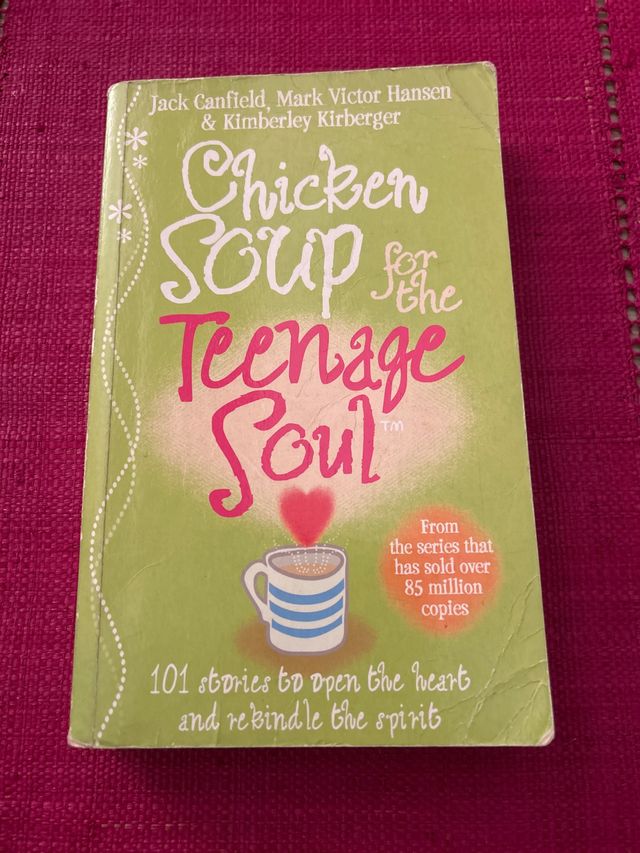 Jack Canfield, Mark Victor Hansen
& Kimberley Kirberger
Chicken
Soup for
the
Teenage
Soul™
From
the series that
has sold over
85 million
copies
101 stories to open the heart
and rekindle the spirit